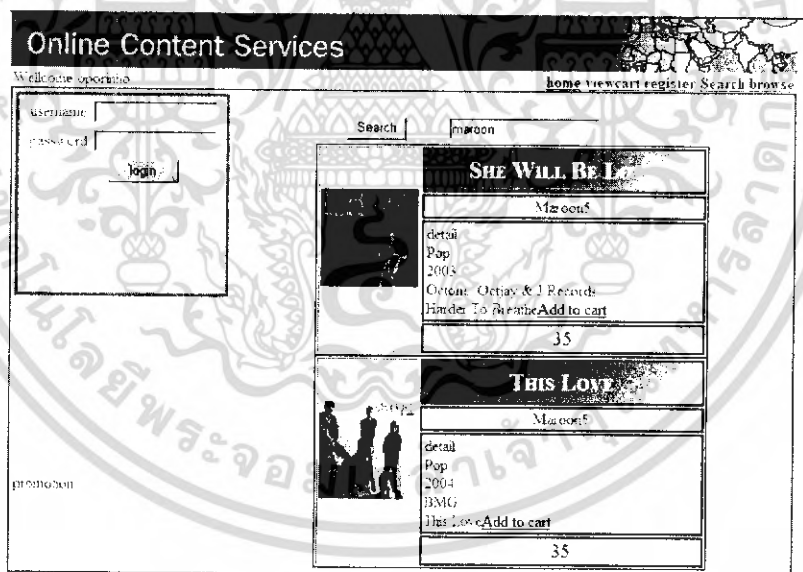 Online Content Services
Wellcome oporinho
home viewcart register Search browse
username
password
login
Search maroon
SHE WILL BE
Maroon5
detail
Pop
2003
Octone, Octjay & J Records
Harder To BreatheAdd to cart
35
THIS LOVE
Maroon5
detail
Pop
2004
BMG
This LoveAdd to cart
35
promotion